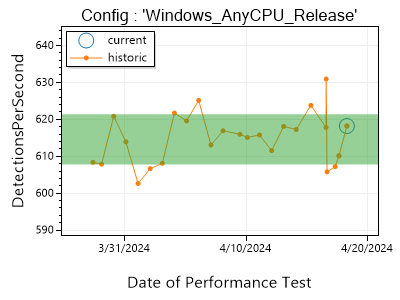 Config : 'Windows_AnyCPU_Release'
DetectionsPerSecond
640
630
620
610
600
590
current
historic
3/31/2024
4/10/2024
4/20/2024
Date of Performance Test